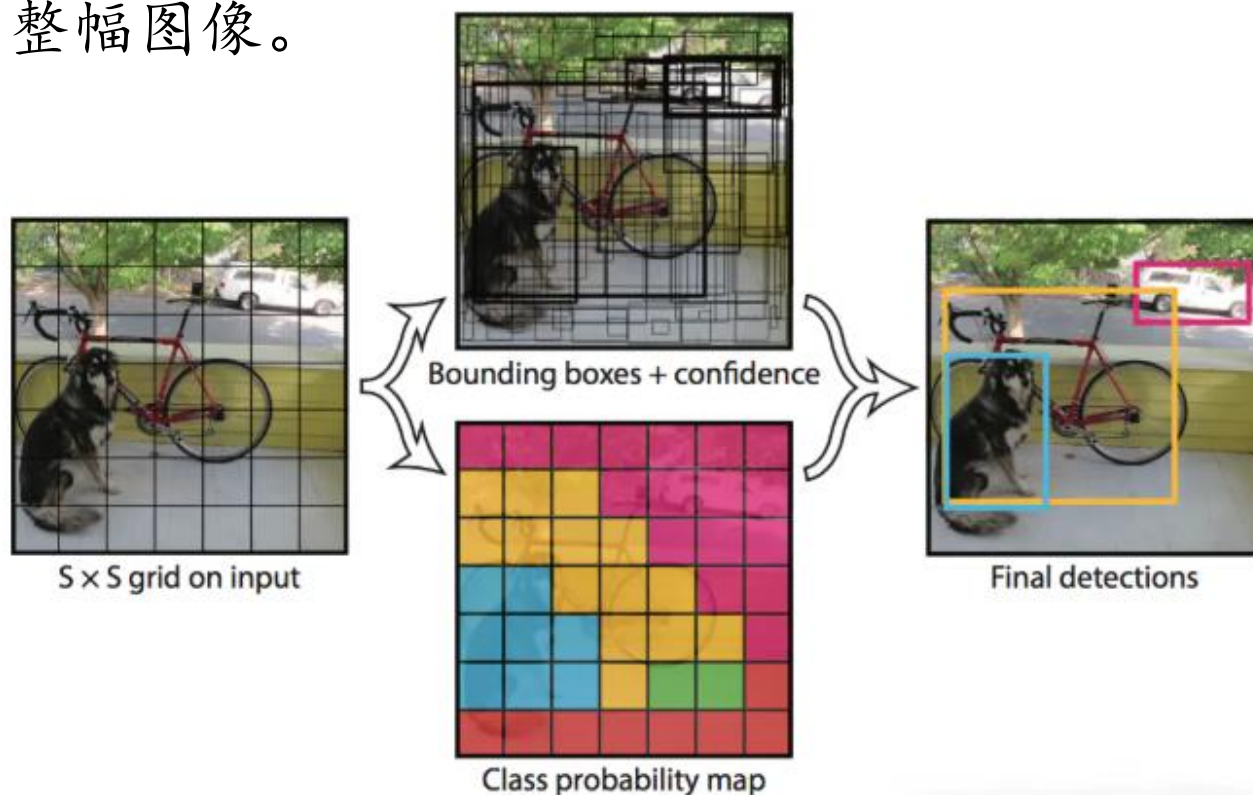 整幅图像。
Bounding boxes + confidence
S × S grid on input
Final detections
Class probability map